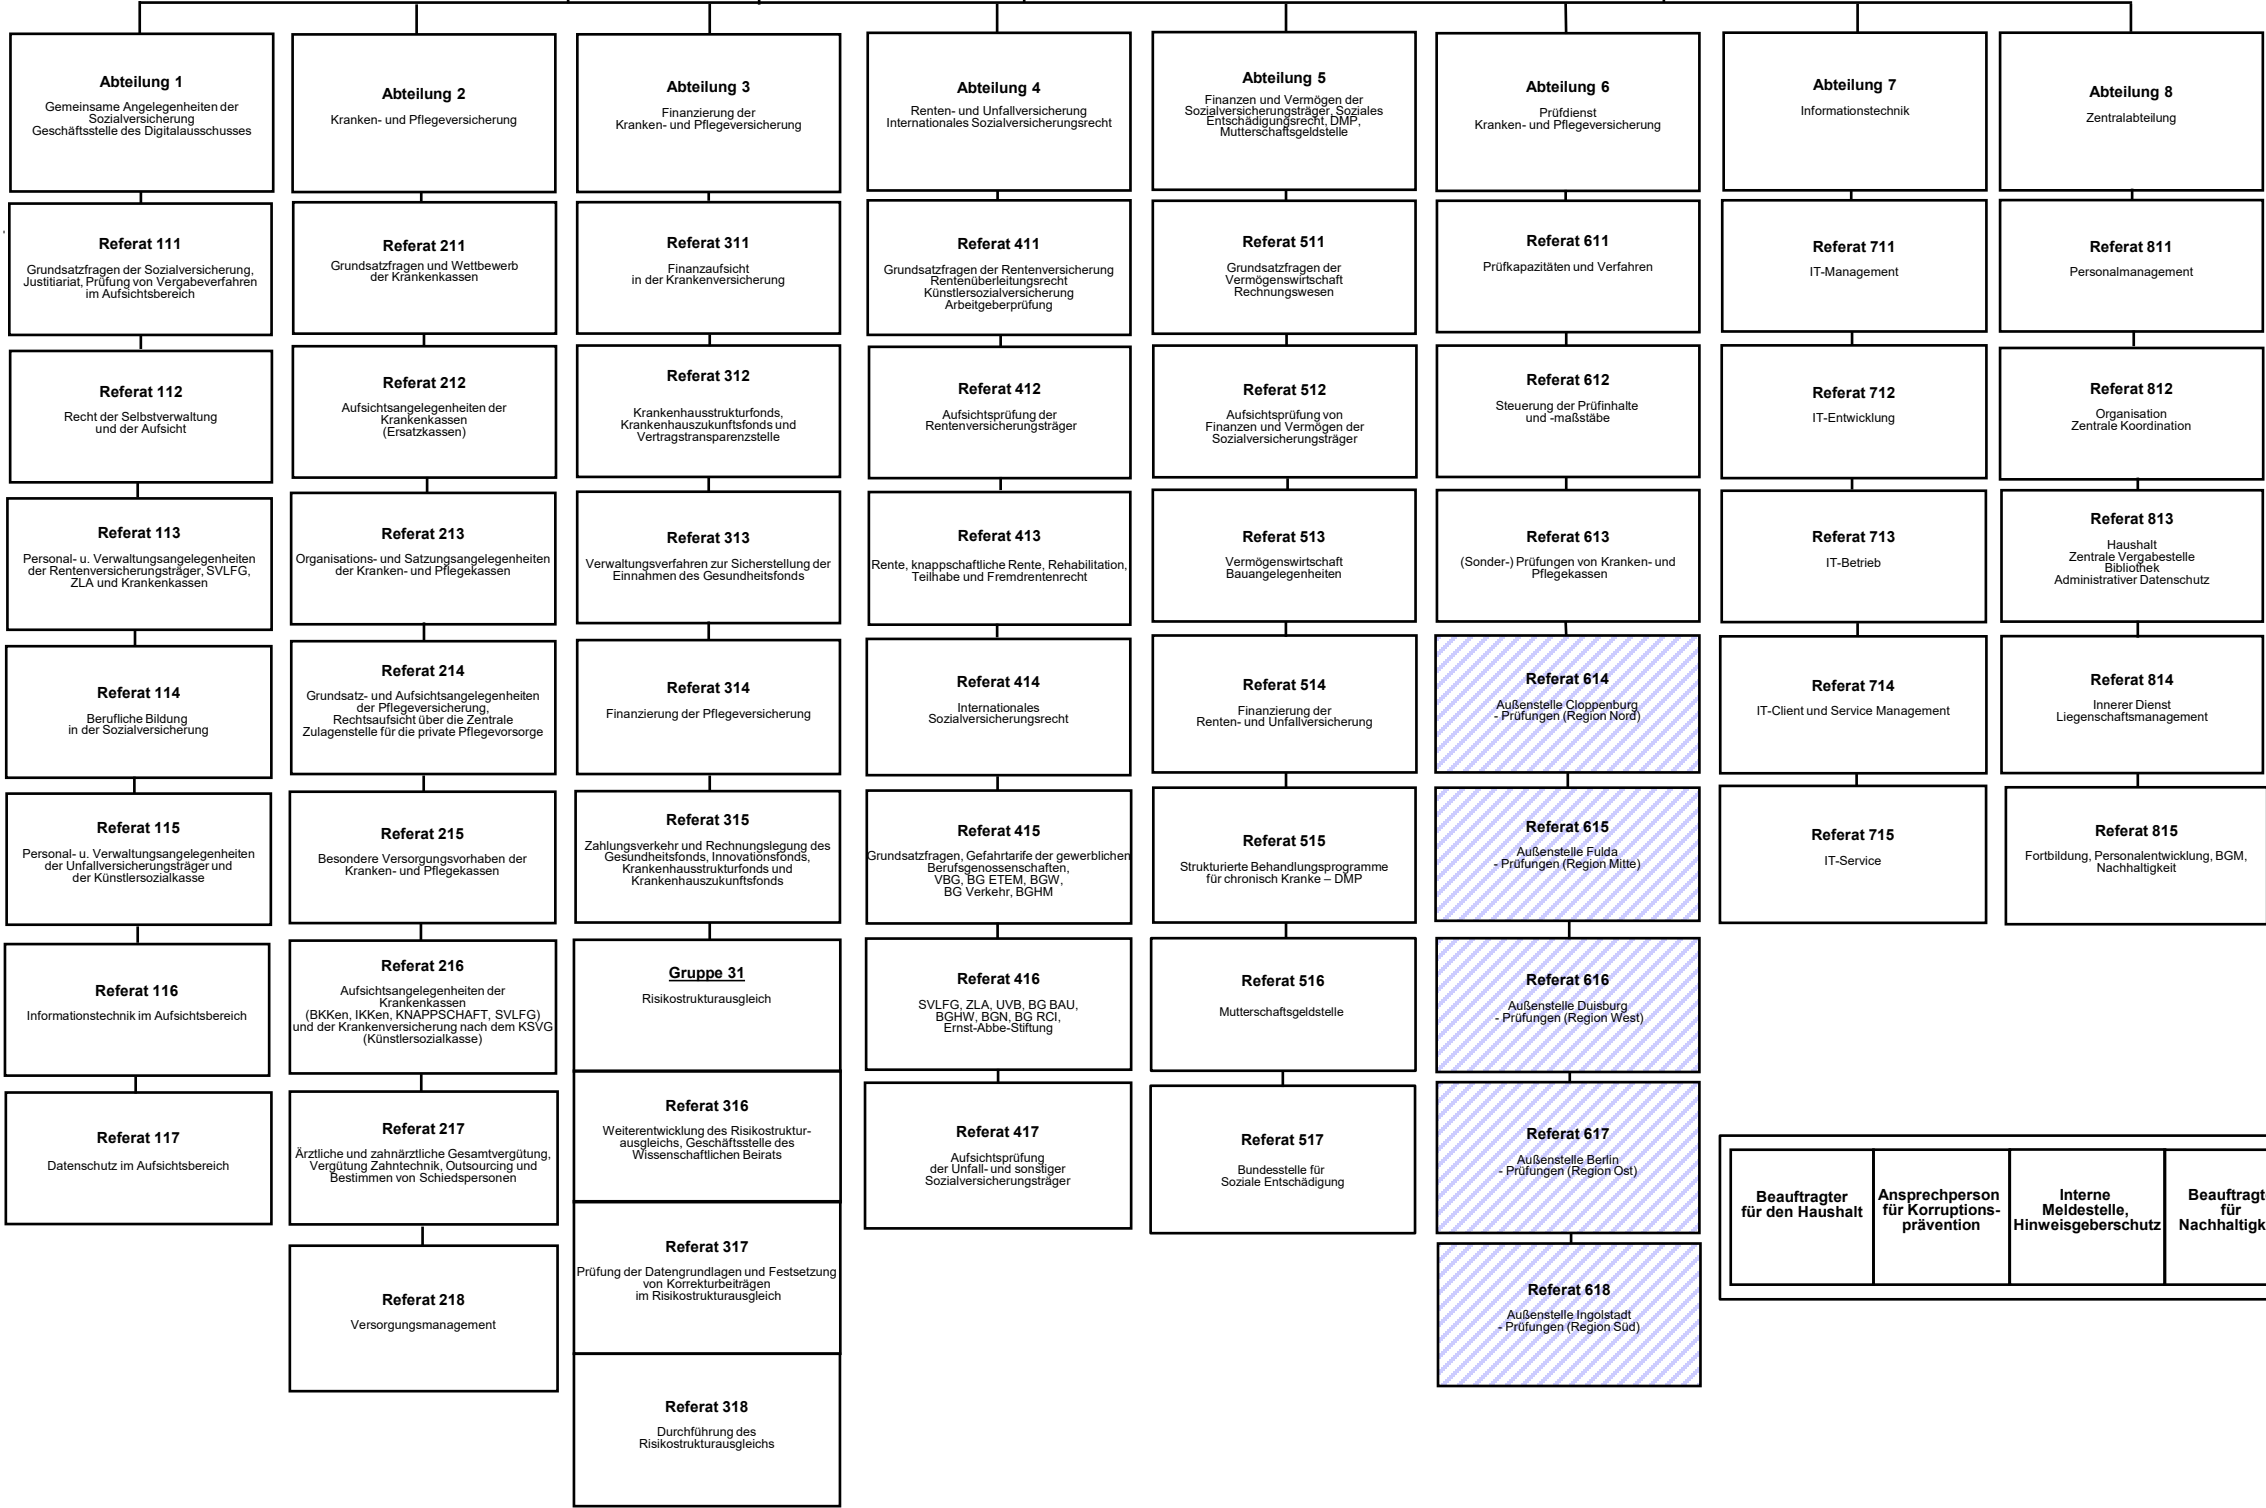 Abteilung 1
Gemeinsame Angelegenheiten der
Sozialversicherung
Geschäftsstelle des Digitalausschusses
Referat 111
Grundsatzfragen der Sozialversicherung,
Justitiariat, Prüfung von Vergabeverfahren
im Aufsichtsbereich
Referat 112
Recht der Selbstverwaltung
und der Aufsicht
Referat 113
Personal- u. Verwaltungsangelegenheiten
der Rentenversicherungsträger, SVLFG,
ZLA und Krankenkassen
Referat 114
Berufliche Bildung
in der Sozialversicherung
Referat 115
Personal- u. Verwaltungsangelegenheiten
der Unfallversicherungsträger und
der Künstlersozialkasse
Referat 116
Informationstechnik im Aufsichtsbereich
Referat 117
Datenschutz im Aufsichtsbereich
Abteilung 2
Kranken- und Pflegeversicherung
Referat 211
Grundsatzfragen und Wettbewerb
der Krankenkassen
Referat 212
Aufsichtsangelegenheiten der
Krankenkassen
(Ersatzkassen)
Referat 213
Organisations- und Satzungsangelegenheiten
der Kranken- und Pflegekassen
Referat 214
Grundsatz- und Aufsichtsangelegenheiten
der Pflegeversicherung,
Rechtsaufsicht über die Zentrale
Zulagenstelle für die private Pflegevorsorge
Referat 215
Besondere Versorgungsvorhaben der
Kranken- und Pflegekassen
Referat 216
Aufsichtsangelegenheiten der
Krankenkassen
(BKKen, IKKen, KNAPPSCHAFT, SVLFG)
und der Krankenversicherung nach dem KSVG
(Künstlersozialkasse)
Referat 217
Ärztliche und zahnärztliche Gesamtvergütung,
Vergütung Zahntechnik, Outsourcing und
Bestimmen von Schiedspersonen
Referat 218
Versorgungsmanagement
Abteilung 3
Finanzierung der
Kranken- und Pflegeversicherung
Referat 311
Finanzaufsicht
in der Krankenversicherung
Referat 312
Krankenhausstrukturfonds,
Krankenhauszukunftsfonds und
Vertragstransparenzstelle
Referat 313
Verwaltungsverfahren zur Sicherstellung der
Einnahmen des Gesundheitsfonds
Referat 314
Finanzierung der Pflegeversicherung
Referat 315
Zahlungsverkehr und Rechnungslegung des
Gesundheitsfonds, Innovationsfonds,
Krankenhausstrukturfonds und
Krankenhauszukunftsfonds
Gruppe 31
Risikostrukturausgleich
Referat 316
Weiterentwicklung des Risikostruktur-
ausgleichs, Geschäftsstelle des
Wissenschaftlichen Beirats
Referat 317
Prüfung der Datengrundlagen und Festsetzung
von Korrekturbeiträgen
im Risikostrukturausgleich
Referat 318
Durchführung des
Risikostrukturausgleichs
Abteilung 4
Renten- und Unfallversicherung
Internationales Sozialversicherungsrecht
Referat 411
Grundsatzfragen der Rentenversicherung
Rentenüberleitungsrecht
Künstlersozialversicherung
Arbeitgeberprüfung
Referat 412
Aufsichtsprüfung der
Rentenversicherungsträger
Referat 413
Rente, knappschaftliche Rente, Rehabilitation,
Teilhabe und Fremdrentenrecht
Referat 414
Internationales
Sozialversicherungsrecht
Referat 415
Grundsatzfragen, Gefahrtarife der gewerblichen
Berufsgenossenschaften,
VBG, BG ETEM, BGW,
BG Verkehr, BGHM
Referat 416
SVLFG, ZLA, UVB, BG BAU,
BGHW, BGN, BG RCI,
Ernst-Abbe-Stiftung
Referat 417
Aufsichtsprüfung
der Unfall- und sonstiger
Sozialversicherungsträger
Abteilung 5
Finanzen und Vermögen der
Sozialversicherungsträger, Soziales
Entschädigungsrecht, DMP,
Mutterschaftsgeldstelle
Referat 511
Grundsatzfragen der
Vermögenswirtschaft
Rechnungswesen
Referat 512
Aufsichtsprüfung von
Finanzen und Vermögen der
Sozialversicherungsträger
Referat 513
Vermögenswirtschaft
Bauangelegenheiten
Referat 514
Finanzierung der
Renten- und Unfallversicherung
Referat 515
Strukturierte Behandlungsprogramme
für chronisch Kranke – DMP
Referat 516
Mutterschaftsgeldstelle
Referat 517
Bundesstelle für
Soziale Entschädigung
Abteilung 6
Prüfdienst
Kranken- und Pflegeversicherung
Referat 611
Prüfkapazitäten und Verfahren
Referat 612
Steuerung der Prüfinhalte
und -maßstäbe
Referat 613
(Sonder-) Prüfungen von Kranken- und
Pflegekassen
Referat 614
Außenstelle Cloppenburg
- Prüfungen (Region Nord)
Referat 615
Außenstelle Fulda
- Prüfungen (Region Mitte)
Referat 616
Außenstelle Duisburg
- Prüfungen (Region West)
Referat 617
Außenstelle Berlin
- Prüfungen (Region Ost)
Referat 618
Außenstelle Ingolstadt
- Prüfungen (Region Süd)
Abteilung 7
Informationstechnik
Referat 711
IT-Management
Referat 712
IT-Entwicklung
Referat 713
IT-Betrieb
Referat 714
IT-Client und Service Management
Referat 715
IT-Service
Abteilung 8
Zentralabteilung
Referat 811
Personalmanagement
Referat 812
Organisation
Zentrale Koordination
Referat 813
Haushalt
Zentrale Vergabestelle
Bibliothek
Administrativer Datenschutz
Referat 814
Innerer Dienst
Liegenschaftsmanagement
Referat 815
Fortbildung, Personalentwicklung, BGM,
Nachhaltigkeit
Beauftragter
für den Haushalt
Ansprechperson
für Korruptions-
prävention
Interne
Meldestelle,
Hinweisgeberschutz
für